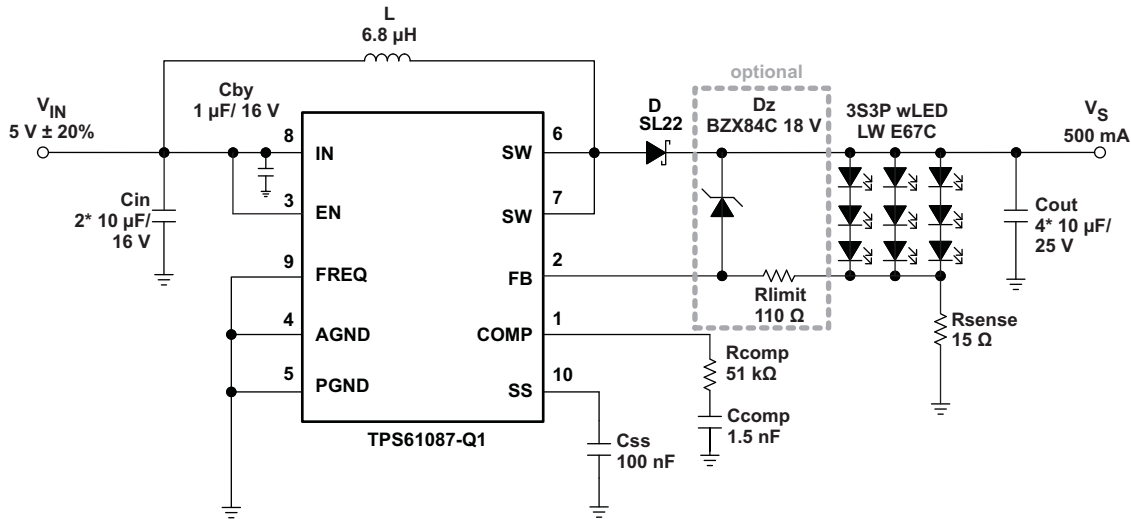 L
6.8 µH
optional
Cby
1 µF/ 16 V
VIN
5 V ± 20%
D
SL22
Dz
BZX84C 18 V
3S3P wLED
LW E67C
VS
500 mA
8
IN
6
SW
3
EN
7
SW
Cin
2* 10 µF/
16 V
Cout
4* 10 µF/
25 V
9
FREQ
2
FB
Rlimit
110 Ω
4
AGND
1
COMP
Rsense
15 Ω
Rcomp
51 kΩ
5
PGND
10
SS
Ccomp
1.5 nF
TPS61087-Q1
Css
100 nF